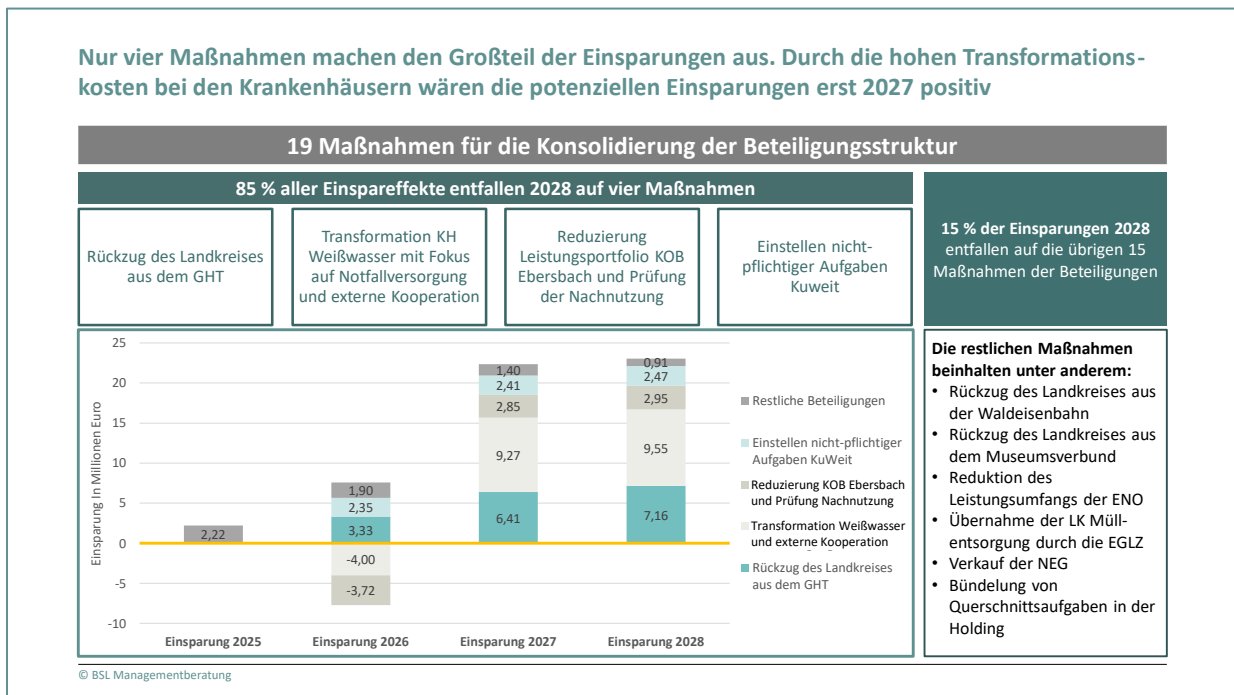 Nur vier Maßnahmen machen den Großteil der Einsparungen aus. Durch die hohen Transformations-
kosten bei den Krankenhäusern wären die potenziellen Einsparungen erst 2027 positiv
19 Maßnahmen für die Konsolidierung der Beteiligungsstruktur
85 % aller Einspareffekte entfallen 2028 auf vier Maßnahmen
Rückzug des Landkreises
aus dem GHT
Transformation KH
Weißwasser mit Fokus
auf Notfallversorgung
und externe Kooperation
Reduzierung
Leistungsportfolio KOB
Ebersbach und Prüfung
der Nachnutzung
Einstellen nicht-
pflichtiger Aufgaben
Kuweit
15 % der Einsparungen 2028
entfallen auf die übrigen 15
Maßnahmen der Beteiligungen
Einsparung In Millionen Euro
25
20
15
10
5
0
-5
-10
2,22
1,90
2,35
3,33
-4,00
-3,72
1,40
2,41
2,85
9,27
6,41
0,91
2,47
2,95
9,55
7,16
Einsparung 2025
Einsparung 2026
Einsparung 2027
Einsparung 2028
Restliche Beteiligungen
Einstellen nicht-pflichtiger
Aufgaben KuWeit
Reduzierung KOB Ebersbach
und Prüfung Nachnutzung
Transformation Weißwasser
und externe Kooperation
Rückzug des Landkreises
aus dem GHT
Die restlichen Maßnahmen
beinhalten unter anderem:
• Rückzug des Landkreises aus
der Waldeisenbahn
• Rückzug des Landkreises aus
dem Museumsverbund
• Reduktion des
Leistungsumfangs der ENO
• Übernahme der LK Müll-
entsorgung durch die EGLZ
• Verkauf der NEG
• Bündelung von
Querschnittsaufgaben in der
Holding
© BSL Managementberatung